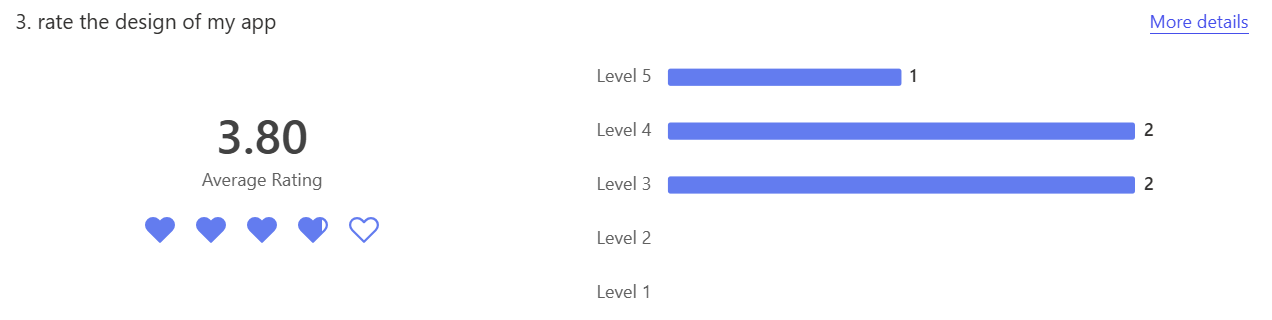 3. rate the design of my app
More details
3.80
Average Rating
Level 5 1
Level 4 2
Level 3 2
Level 2
Level 1